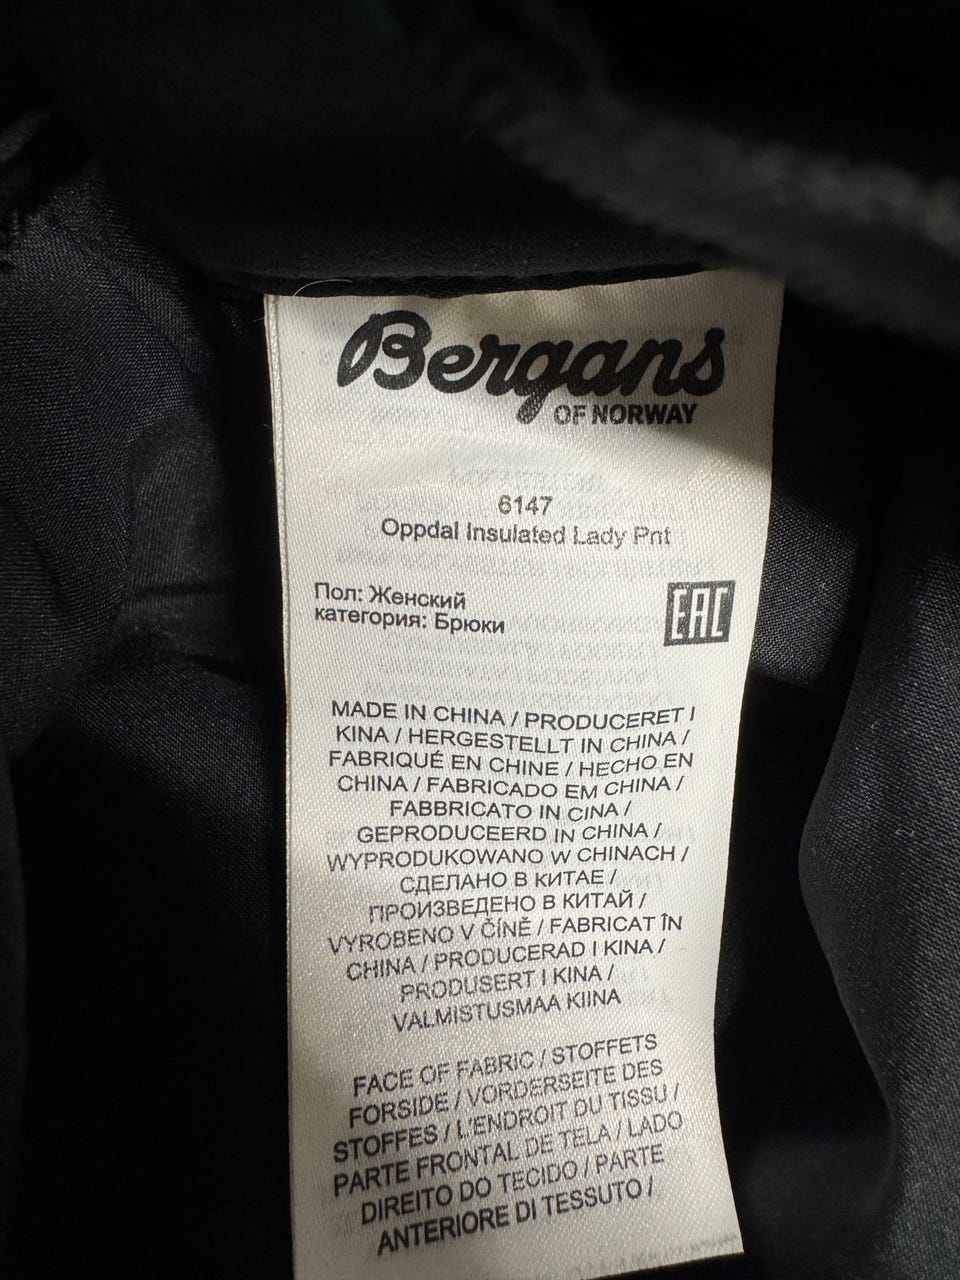 Bergans
OF NORWAY
6147
Oppdal Insulated Lady Pnt
Пол: Женский
категория: Брюки
EAC
MADE IN CHINA / PRODUCERET I
KINA / HERGESTELLT IN CHINA /
FABRIQUÉ EN CHINE / HECHO EN
CHINA / FABRICADO EM CHINA /
FABBRICATO IN CINA /
GEPRODUCEERD IN CHINA /
WYPRODUKOWANO W CHINACH /
СДЕЛАНО В КИТАЕ /
ПРОИЗВЕДЕНО В КИТАЙ /
VYROBENO V ČÍNĚ / FABRICAT ÎN
CHINA / PRODUCERAD I KINA /
PRODUSERT I KINA /
VALMISTUSMAA KIINA
FACE OF FABRIC / STOFFETS
FORSIDE / VORDERSEITE DES
STOFFES / L'ENDROIT DU TISSU /
PARTE FRONTAL DE TELA / LADO
DIREITO DO TECIDO / PARTE
ANTERIORE DI TESSUTO /